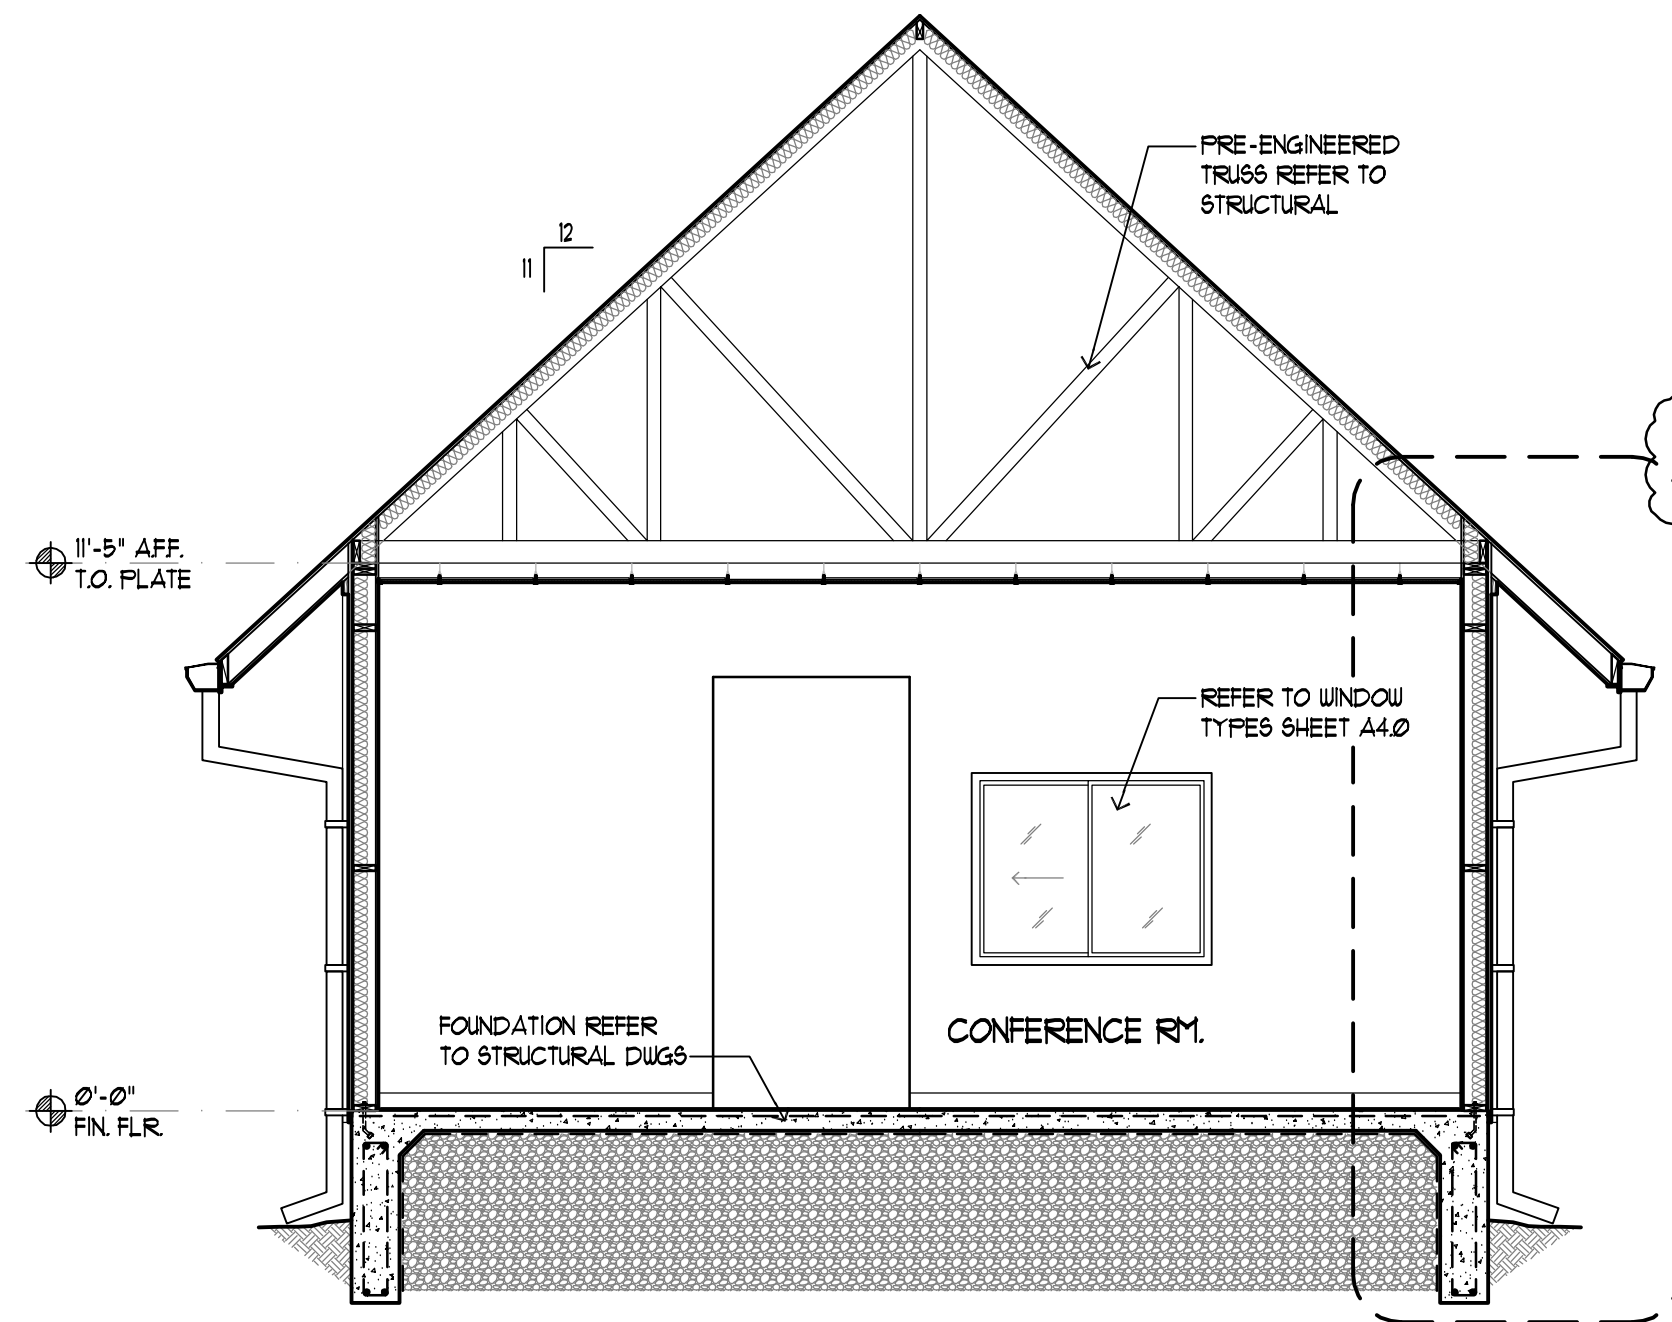 PRE-ENGINEERED
TRUSS REFER TO
STRUCTURAL
12
11
11'-5" A.F.F.
T.O. PLATE
REFER TO WINDOW
TYPES SHEET A4.0
FOUNDATION REFER
TO STRUCTURAL DWGS
CONFERENCE RM.
0'-0"
FIN. FLR.